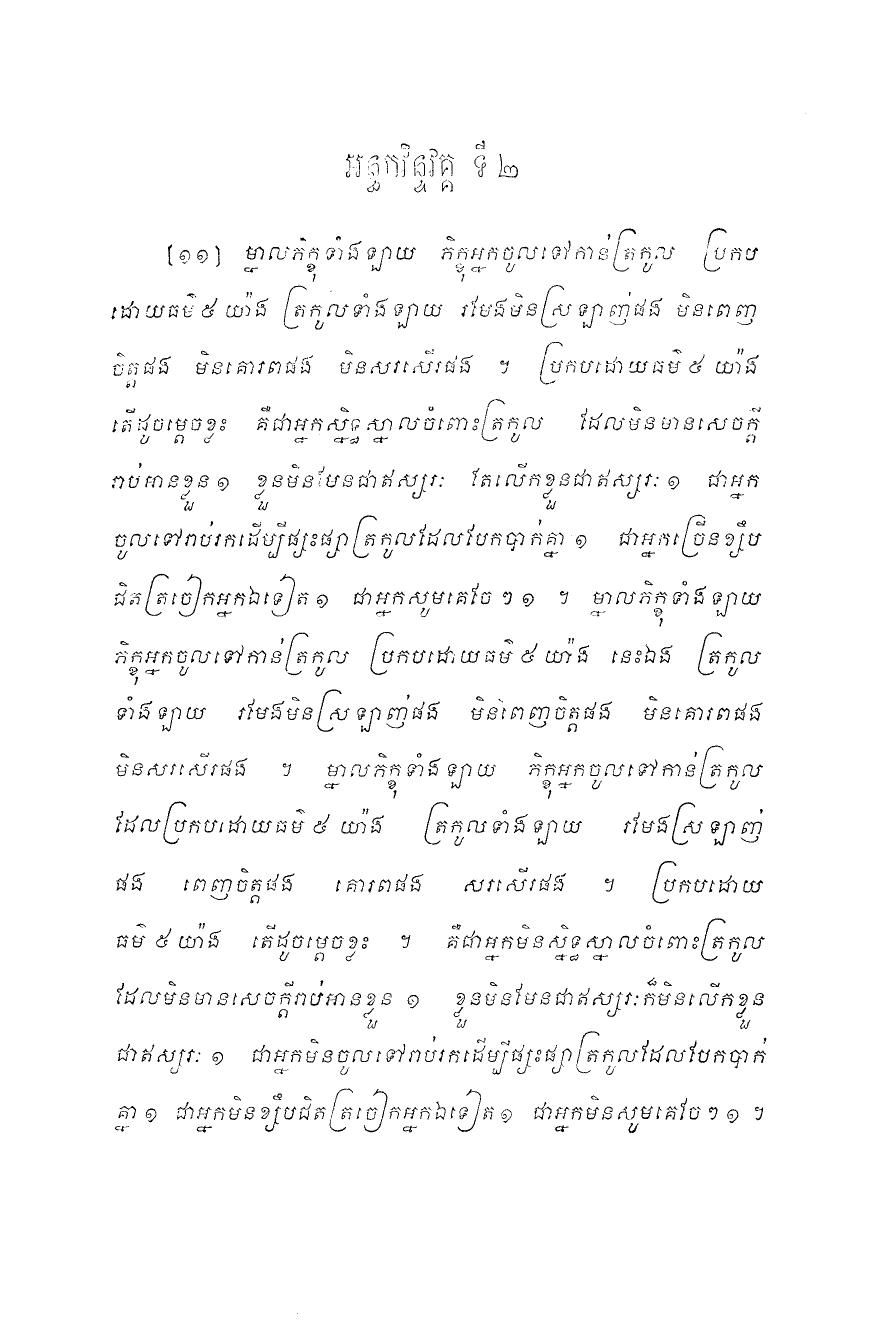 អន្ធកវិន្ទវគ្គ ទី ២
[១១] ម្នាលភិក្ខុទាំងឡាយ ភិក្ខុអ្នកចូលទៅកាន់ត្រកូល ប្រកប
ដោយធម៌ ៥ យ៉ាង ត្រកូលទាំងឡាយ រមែងមិនស្រឡាញ់ផង មិនពេញ
ចិត្តផង មិនគោរពផង មិនសរសើរផង ។ ប្រកបដោយធម៌ ៥ យ៉ាង
តើដូចម្ដេចខ្លះ គឺជាអ្នកស្និទ្ធស្នាលចំពោះត្រកូល ដែលមិនមានសេចក្ដី
រាប់អានខ្លួន ១ ខ្លួនមិនមែនជាឥស្សរៈ តែលើកខ្លួនជាឥស្សរៈ ១ ជាអ្នក
ចូលទៅរាប់រកដើម្បីផ្សះផ្សាត្រកូលដែលបែកបាក់គ្នា ១ ជាអ្នកច្រើនខ្សឹប
ជិតត្រចៀកអ្នកឯទៀត ១ ជាអ្នកសូមគេចែ ៗ ១ ។ ម្នាលភិក្ខុទាំងឡាយ
ភិក្ខុអ្នកចូលទៅកាន់ត្រកូល ប្រកបដោយធម៌ ៥ យ៉ាង នេះឯង ត្រកូល
ទាំងឡាយ រមែងមិនស្រឡាញ់ផង មិនពេញចិត្តផង មិនគោរពផង
មិនសរសើរផង ។ ម្នាលភិក្ខុទាំងឡាយ ភិក្ខុអ្នកចូលទៅកាន់ត្រកូល
ដែលប្រកបដោយធម៌ ៥ យ៉ាង ត្រកូលទាំងឡាយ រមែងស្រឡាញ់
ផង ពេញចិត្តផង គោរពផង សរសើរផង ។ ប្រកបដោយ
ធម៌ ៥ យ៉ាង តើដូចម្ដេចខ្លះ ។ គឺជាអ្នកមិនស្និទ្ធស្នាលចំពោះត្រកូល
ដែលមិនមានសេចក្ដីរាប់អានខ្លួន ១ ខ្លួនមិនមែនជាឥស្សរៈក៏មិនលើកខ្លួន
ជាឥស្សរៈ ១ ជាអ្នកមិនចូលទៅរាប់រកដើម្បីផ្សះផ្សាត្រកូលដែលបែកបាក់
គ្នា ១ ជាអ្នកមិនខ្សឹបជិតត្រចៀកអ្នកឯទៀត ១ ជាអ្នកមិនសូមគេចែ ៗ ១ ។